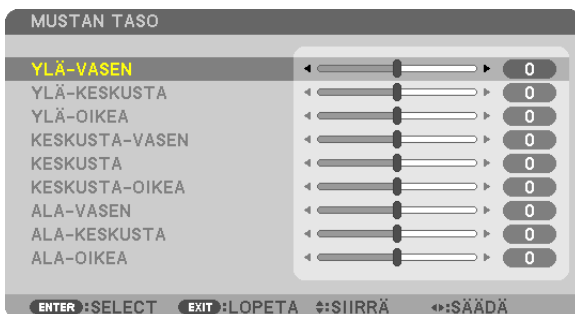 MUSTAN TASO
YLÄ-VASEN 0
YLÄ-KESKUSTA 0
YLÄ-OIKEA 0
KESKUSTA-VASEN 0
KESKUSTA 0
KESKUSTA-OIKEA 0
ALA-VASEN 0
ALA-KESKUSTA 0
ALA-OIKEA 0
ENTER:SELECT EXIT:LOPETA :SIIRRÄ :SÄÄDÄ